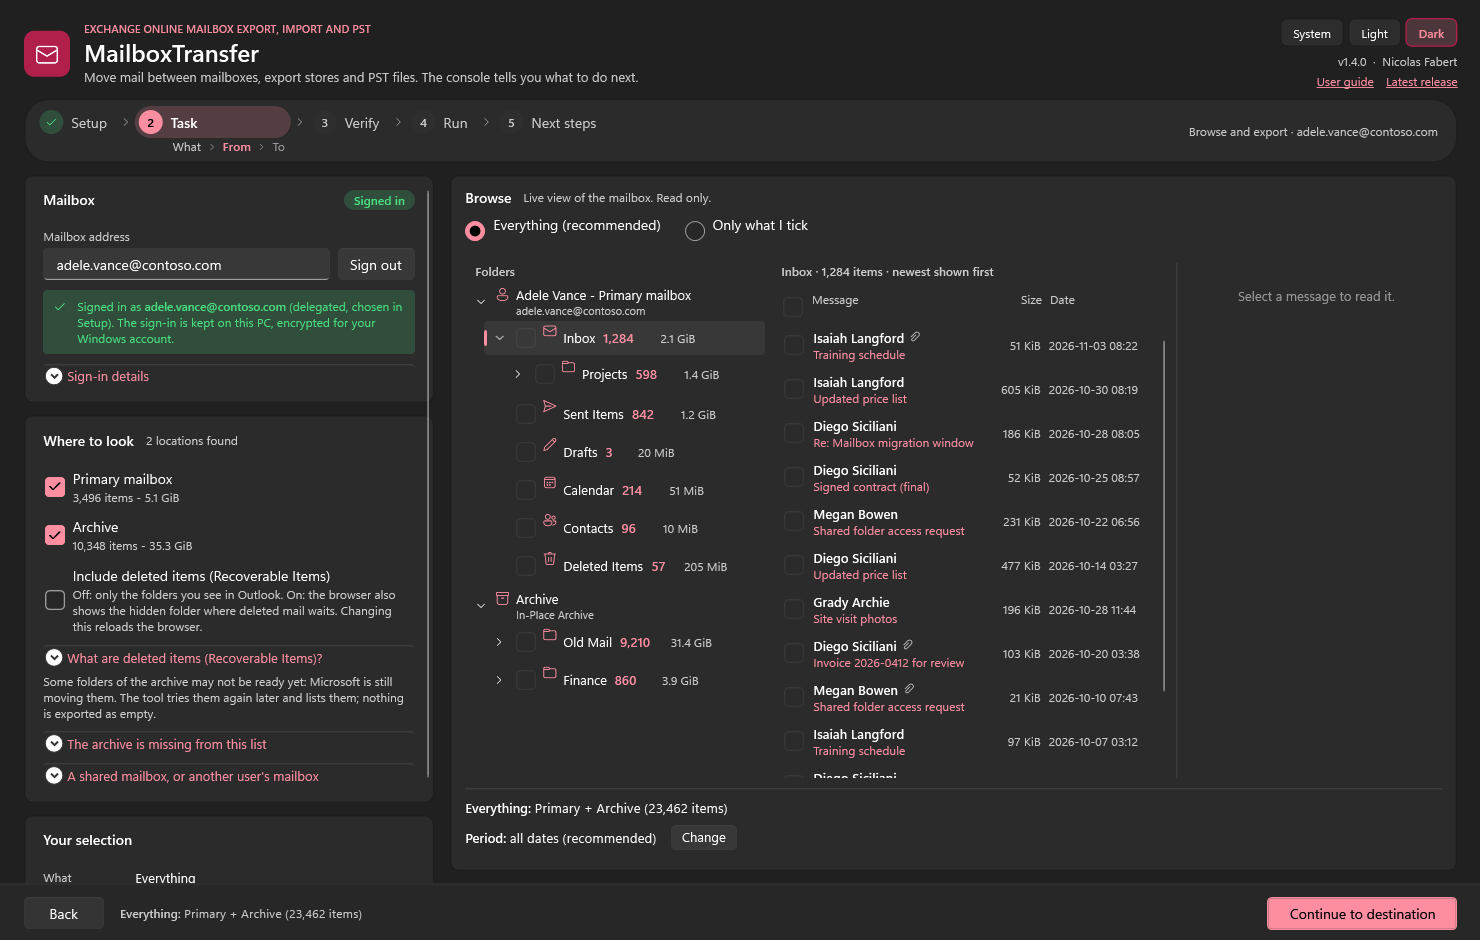 EXCHANGE ONLINE MAILBOX EXPORT, IMPORT AND PST
MailboxTransfer
Move mail between mailboxes, export stores and PST files. The console tells you what to do next.
System
Light
Dark
v1.4.0 · Nicolas Fabert
User guide
Latest release
Setup
2 Task
3 Verify
4 Run
5 Next steps
What
From
To
Browse and export · adele.vance@contoso.com
Mailbox
Signed in
Mailbox address
adele.vance@contoso.com
Sign out
Signed in as adele.vance@contoso.com (delegated, chosen in
Setup). The sign-in is kept on this PC, encrypted for your
Windows account.
Sign-in details
Where to look 2 locations found
Primary mailbox
3,496 items - 5.1 GiB
Archive
10,348 items - 35.3 GiB
Include deleted items (Recoverable Items)
Off: only the folders you see in Outlook. On: the browser also
shows the hidden folder where deleted mail waits. Changing
this reloads the browser.
What are deleted items (Recoverable Items)?
Some folders of the archive may not be ready yet: Microsoft is still
moving them. The tool tries them again later and lists them; nothing
is exported as empty.
The archive is missing from this list
A shared mailbox, or another user's mailbox
Your selection
What Everything
Browse Live view of the mailbox. Read only.
Everything (recommended)
Only what I tick
Folders
Adele Vance - Primary mailbox
adele.vance@contoso.com
Inbox 1,284 2.1 GiB
Projects 598 1.4 GiB
Sent Items 842 1.2 GiB
Drafts 3 20 MiB
Calendar 214 51 MiB
Contacts 96 10 MiB
Deleted Items 57 205 MiB
Archive
In-Place Archive
Old Mail 9,210 31.4 GiB
Finance 860 3.9 GiB
Inbox · 1,284 items · newest shown first
Message Size Date
Isaiah Langford
Training schedule
51 KiB 2026-11-03 08:22
Isaiah Langford
Updated price list
605 KiB 2026-10-30 08:19
Diego Siciliani
Re: Mailbox migration window
186 KiB 2026-10-28 08:05
Diego Siciliani
Signed contract (final)
52 KiB 2026-10-25 08:57
Megan Bowen
Shared folder access request
231 KiB 2026-10-22 06:56
Diego Siciliani
Updated price list
477 KiB 2026-10-14 03:27
Grady Archie
Site visit photos
196 KiB 2026-10-28 11:44
Diego Siciliani
Invoice 2026-0412 for review
103 KiB 2026-10-20 03:38
Megan Bowen
Shared folder access request
21 KiB 2026-10-10 07:43
Isaiah Langford
Training schedule
97 KiB 2026-10-07 03:12
Diego Siciliani
Select a message to read it.
Everything: Primary + Archive (23,462 items)
Period: all dates (recommended)
Change
Back
Everything: Primary + Archive (23,462 items)
Continue to destination